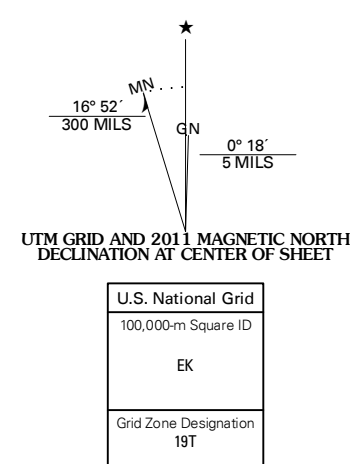 ★
MN
16° 52´
300 MILS
GN
0° 18´
5 MILS
UTM GRID AND 2011 MAGNETIC NORTH
DECLINATION AT CENTER OF SHEET
U.S. National Grid
100,000-m Square ID
EK
Grid Zone Designation
19T